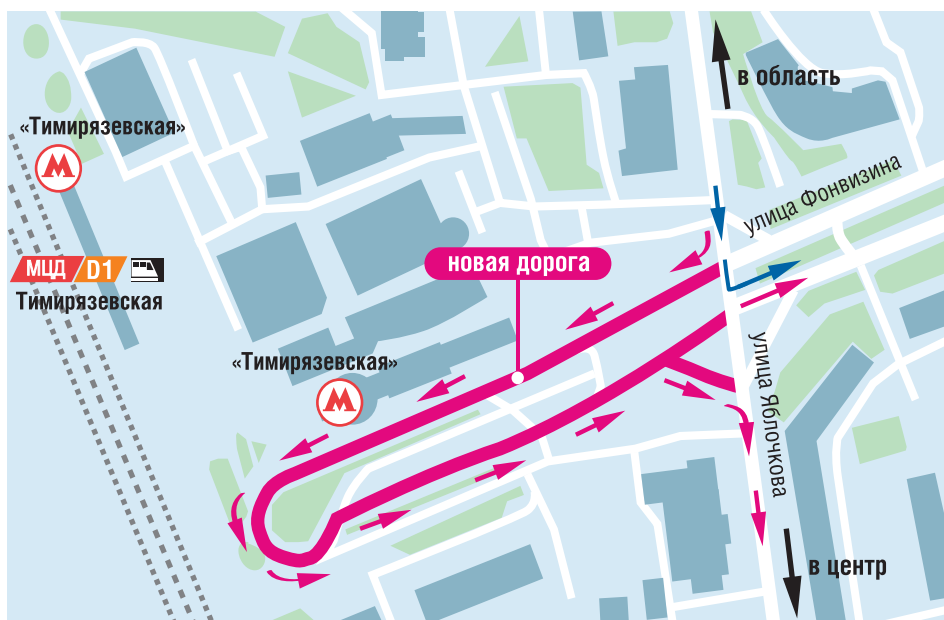 в область
«Тимирязевская»
М
улица Фонвизина
МЦД D1
Тимирязевская
новая дорога
«Тимирязевская»
М
улица Яблочкова
в центр